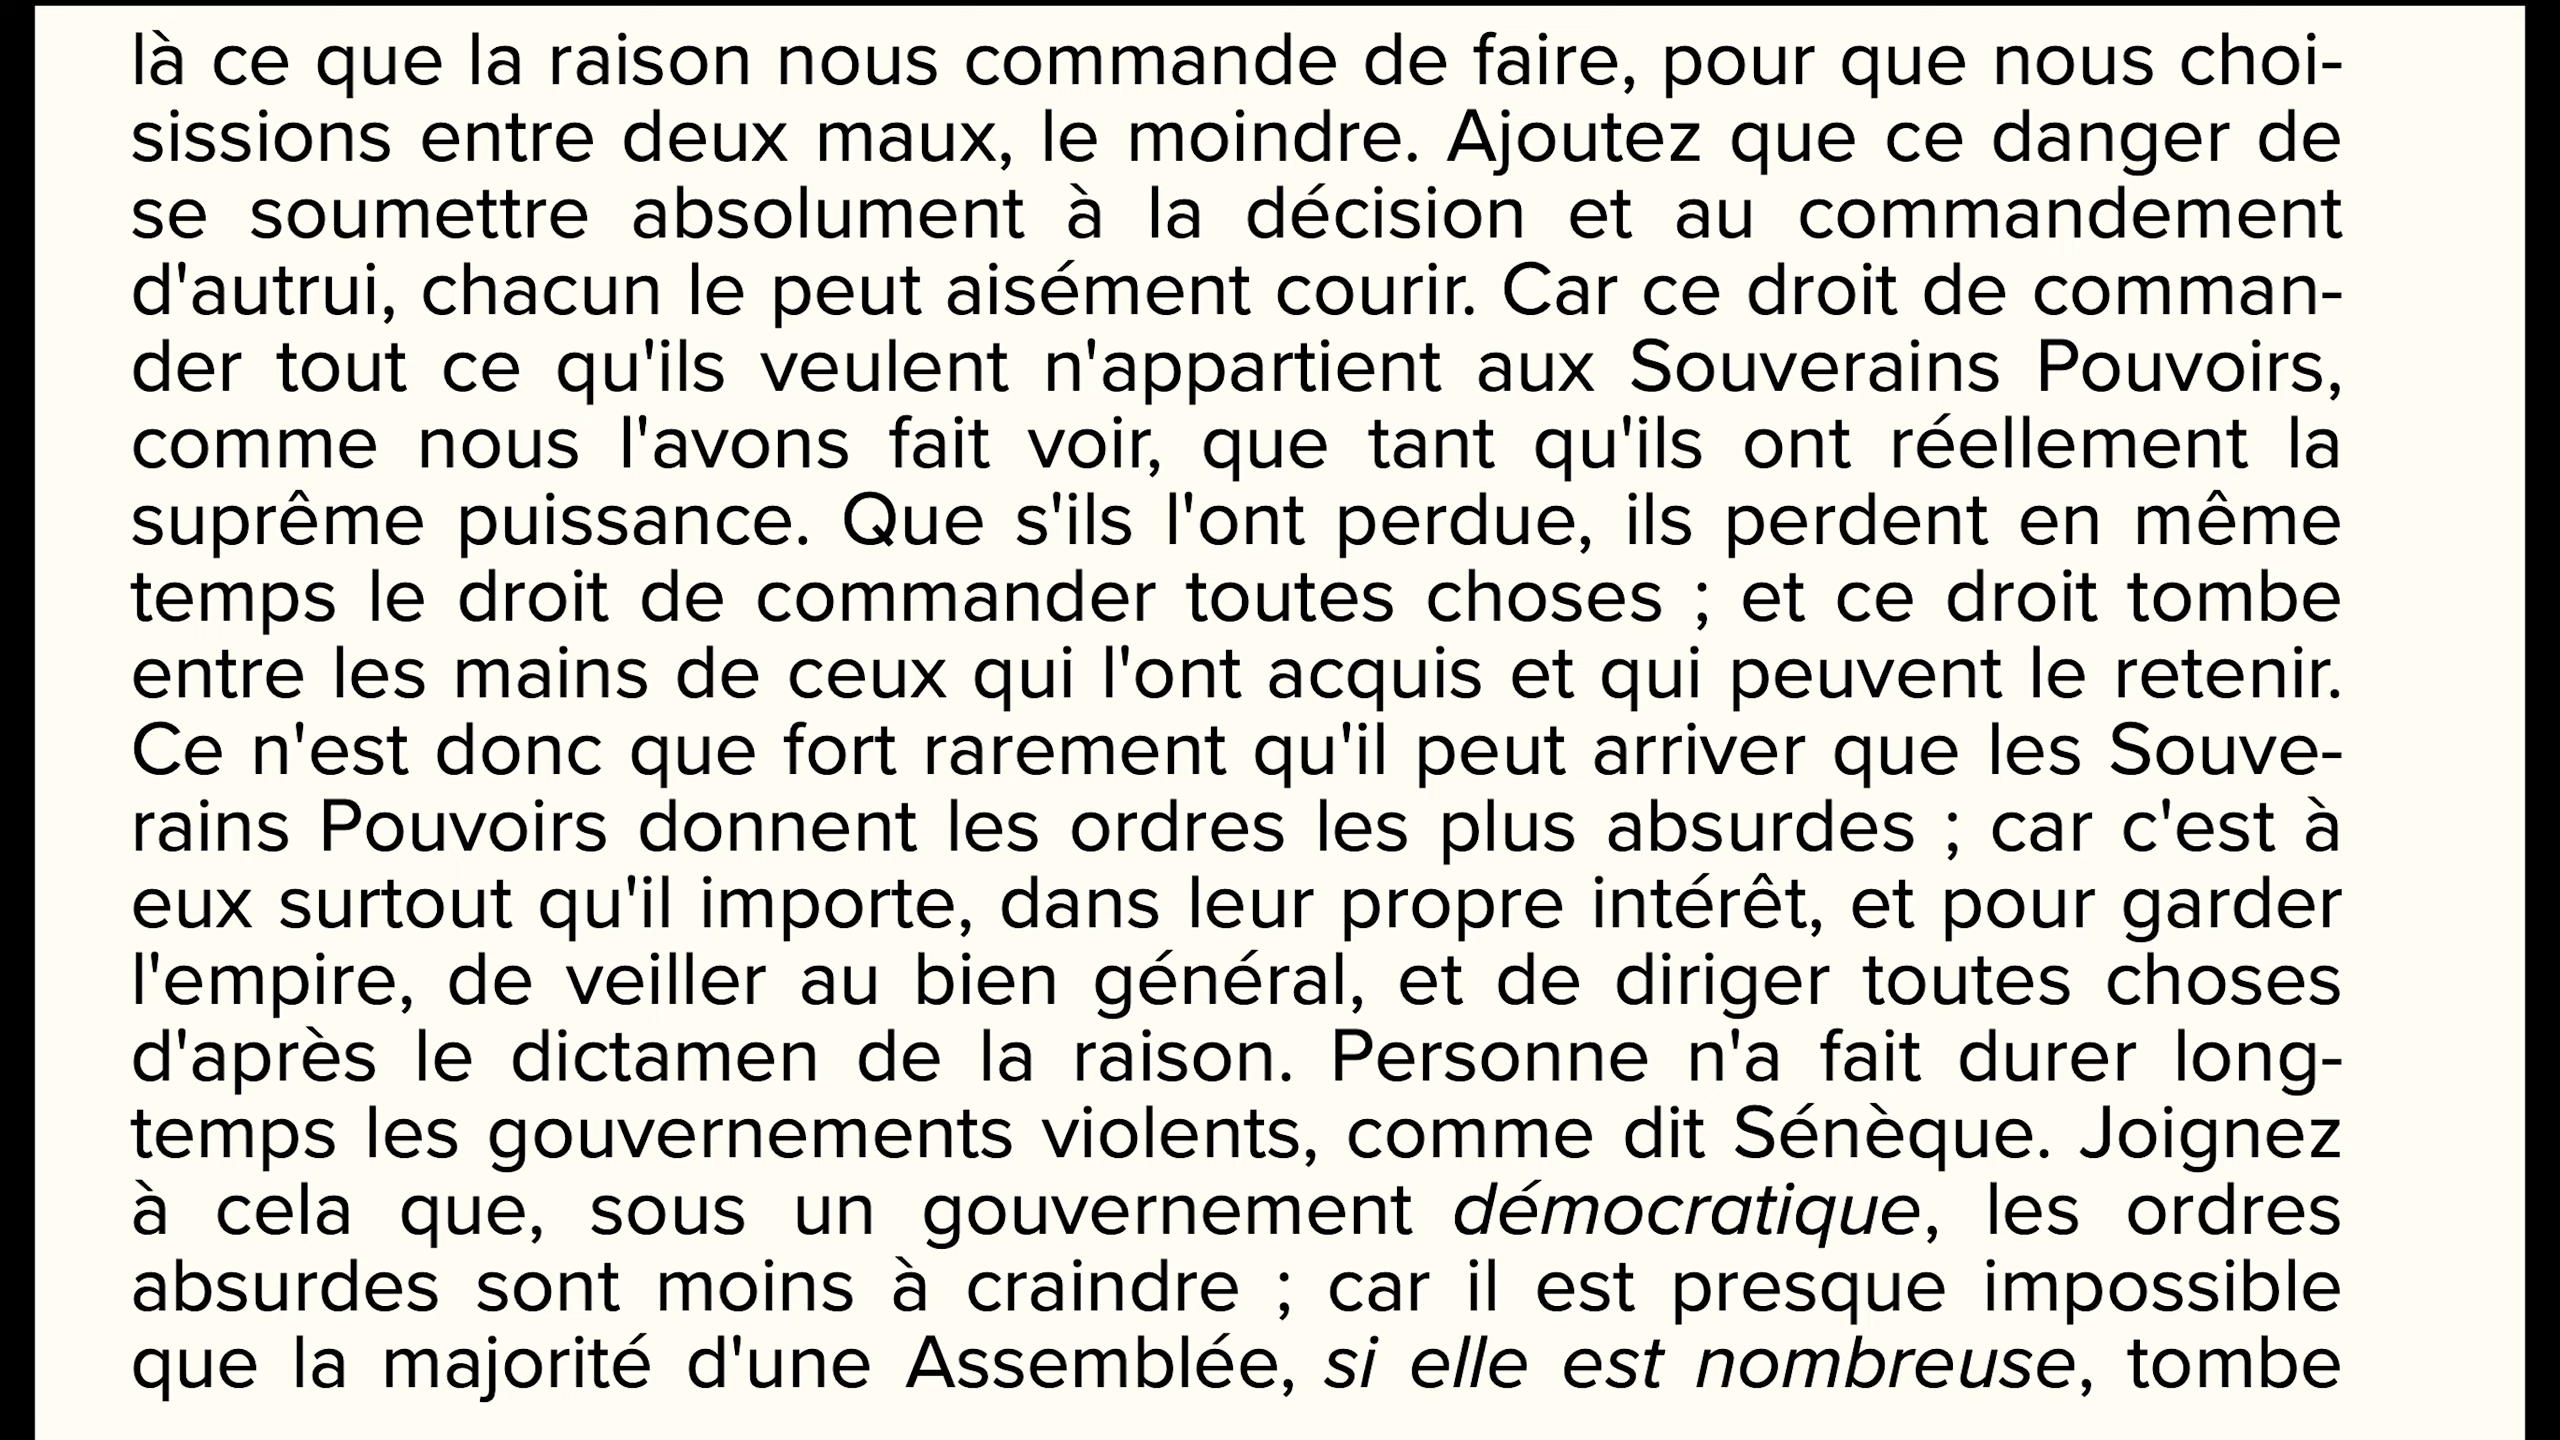 là ce que la raison nous commande de faire, pour que nous choi-
sissions entre deux maux, le moindre. Ajoutez que ce danger de
se soumettre absolument à la décision et au commandement
d'autrui, chacun le peut aisément courir. Car ce droit de comman-
der tout ce qu'ils veulent n'appartient aux Souverains Pouvoirs,
comme nous l'avons fait voir, que tant qu'ils ont réellement la
suprême puissance. Que s'ils l'ont perdue, ils perdent en même
temps le droit de commander toutes choses ; et ce droit tombe
entre les mains de ceux qui l'ont acquis et qui peuvent le retenir.
Ce n'est donc que fort rarement qu'il peut arriver que les Souve-
rains Pouvoirs donnent les ordres les plus absurdes ; car c'est à
eux surtout qu'il importe, dans leur propre intérêt, et pour garder
l'empire, de veiller au bien général, et de diriger toutes choses
d'après le dictamen de la raison. Personne n'a fait durer long-
temps les gouvernements violents, comme dit Sénèque. Joignez
à cela que, sous un gouvernement démocratique, les ordres
absurdes sont moins à craindre ; car il est presque impossible
que la majorité d'une Assemblée, si elle est nombreuse, tombe